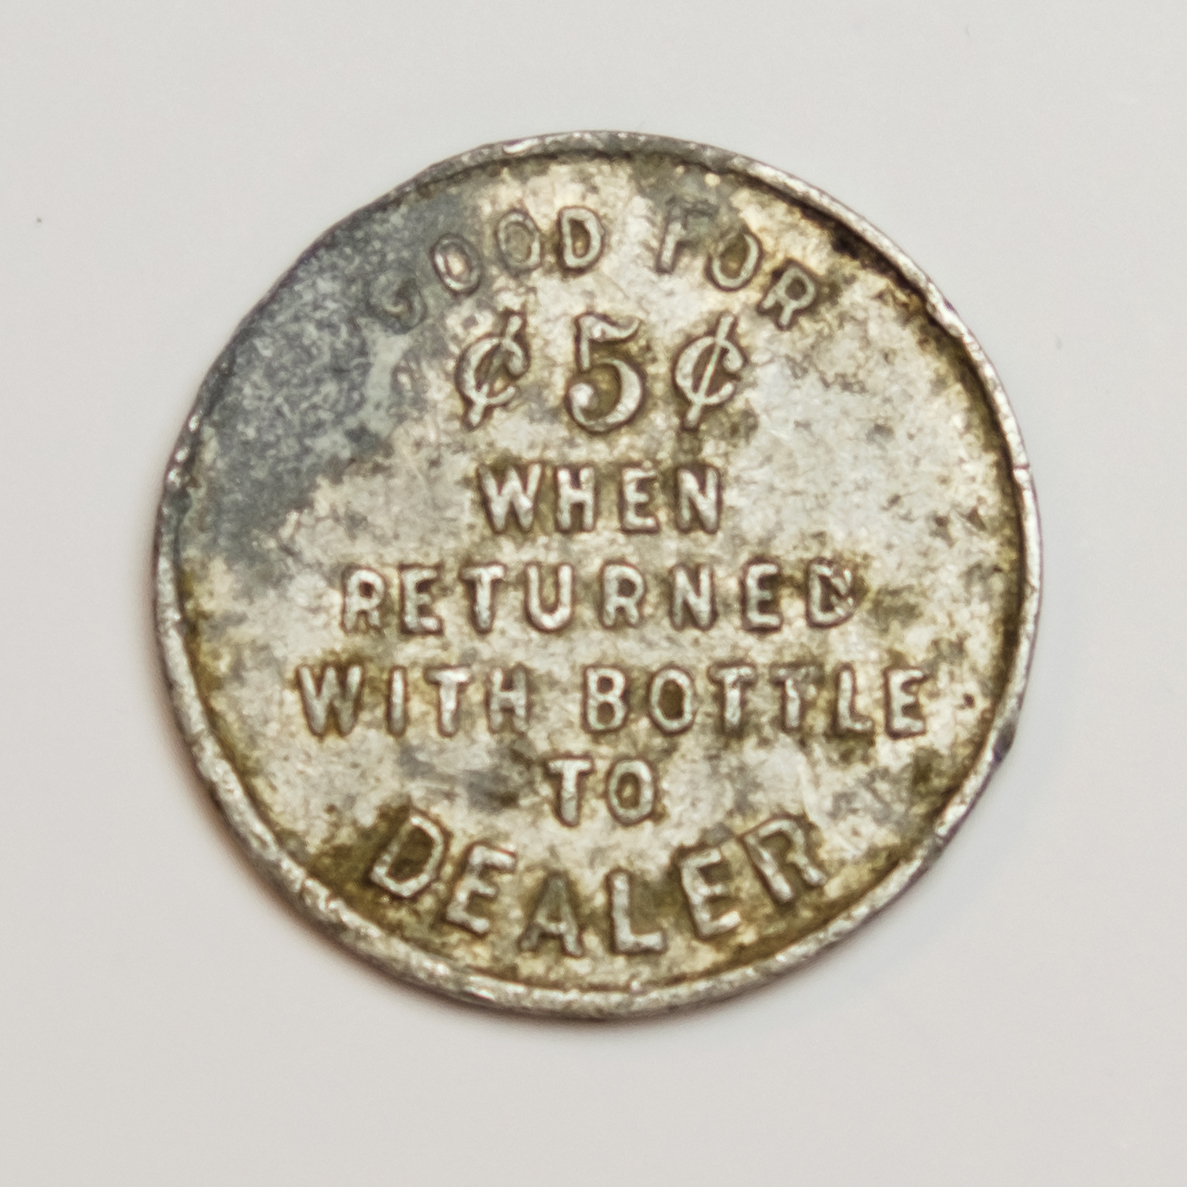 GOOD FOR
¢ 5 ¢
WHEN
RETURNED
WITH BOTTLE
TO
DEALER